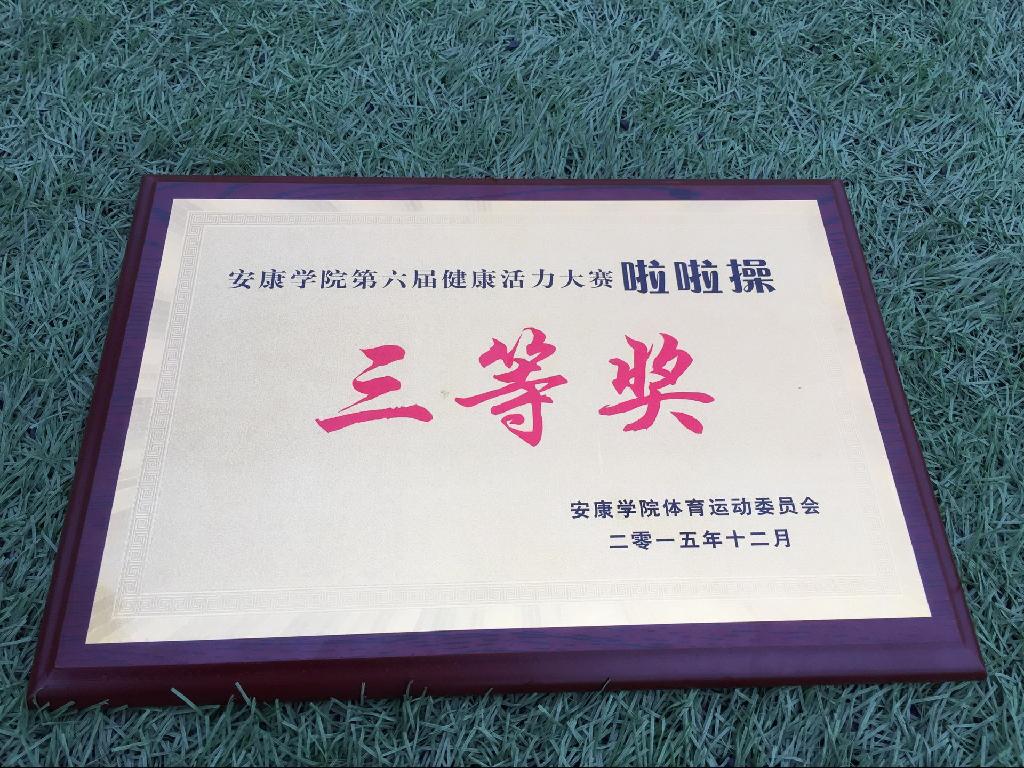 安康学院第六届健康活力大赛啦啦操
三等奖
安康学院体育运动委员会
二零一五年十二月